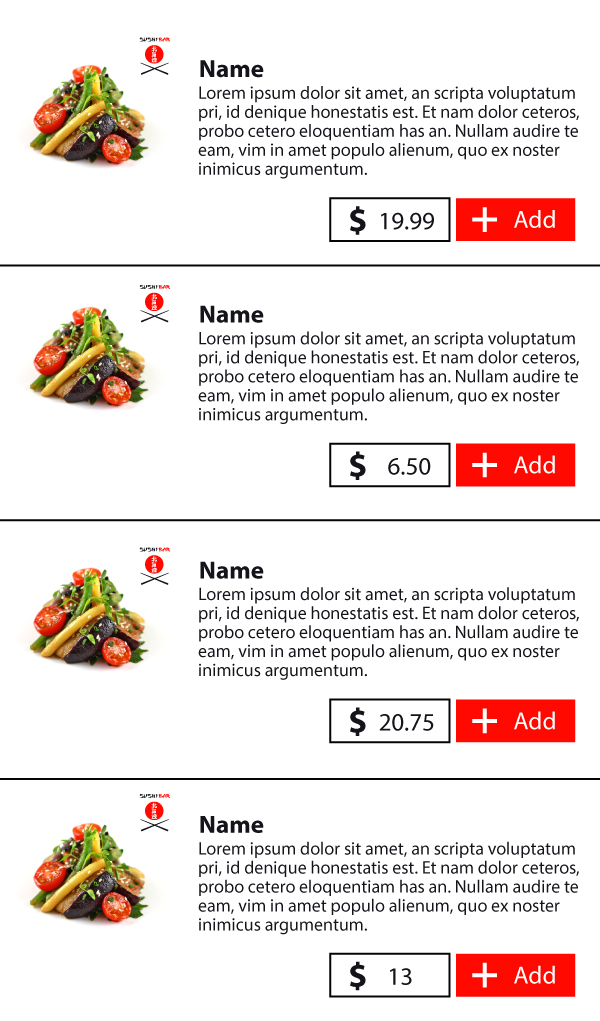 SUSHIBAR
Name
Lorem ipsum dolor sit amet, an scripta voluptatum
pri, id denique honestatis est. Et nam dolor ceteros,
probo cetero eloquentiam has an. Nullam audire te
eam, vim in amet populo alienum, quo ex noster
inimicus argumentum.
$ 19.99
+ Add
SUSHIBAR
Name
Lorem ipsum dolor sit amet, an scripta voluptatum
pri, id denique honestatis est. Et nam dolor ceteros,
probo cetero eloquentiam has an. Nullam audire te
eam, vim in amet populo alienum, quo ex noster
inimicus argumentum.
$ 6.50
+ Add
SUSHIBAR
Name
Lorem ipsum dolor sit amet, an scripta voluptatum
pri, id denique honestatis est. Et nam dolor ceteros,
probo cetero eloquentiam has an. Nullam audire te
eam, vim in amet populo alienum, quo ex noster
inimicus argumentum.
$ 20.75
+ Add
SUSHIBAR
Name
Lorem ipsum dolor sit amet, an scripta voluptatum
pri, id denique honestatis est. Et nam dolor ceteros,
probo cetero eloquentiam has an. Nullam audire te
eam, vim in amet populo alienum, quo ex noster
inimicus argumentum.
$ 13
+ Add